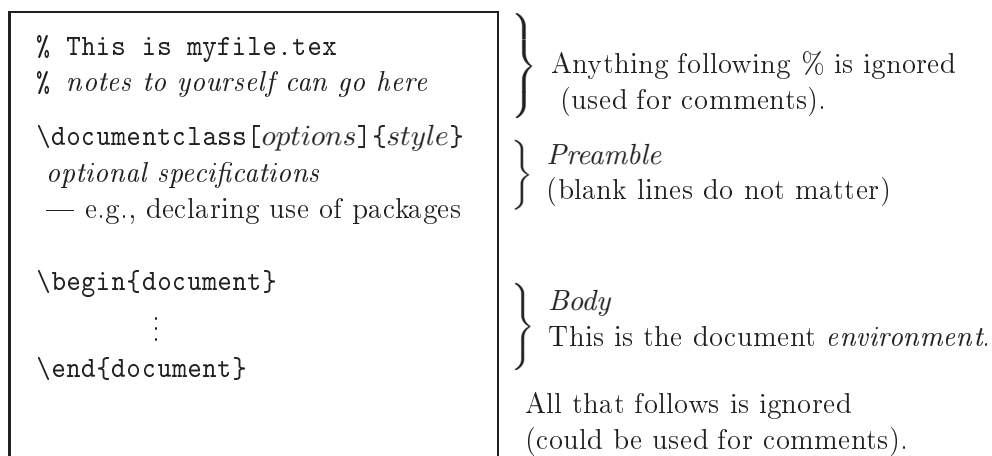 % This is myfile.tex
% notes to yourself can go here
Anything following % is ignored
(used for comments).
\documentclass[options]{style}
optional specifications
— e.g., declaring use of packages
Preamble
(blank lines do not matter)
\begin{document}
⋮
\end{document}
Body
This is the document environment.
All that follows is ignored
(could be used for comments).